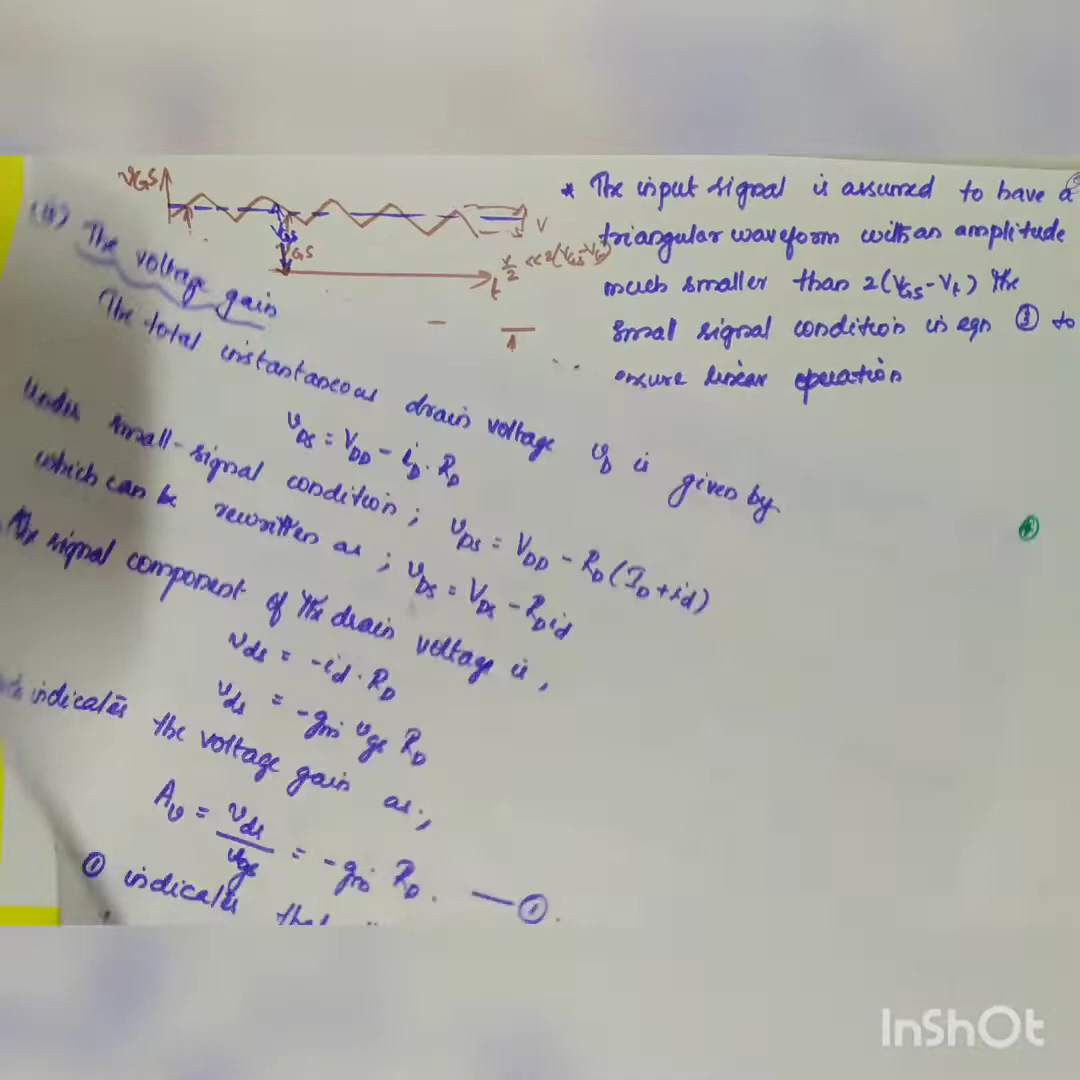 vGS
V
VGS
VGS
t
V/2 <<2(VGS-Vt)
* The input signal is assumed to have a
triangular waveform with an amplitude
much smaller than 2(VGS-Vt) the
small signal condition in eqn ③ to
ensure linear operation
(ii) The voltage gain
The total instantaneous drain voltage vD is given by
vDS = VDD - iD. RD
Under small-signal condition; vDS = VDD - RD(ID+id)
which can be rewritten as; vDS = VDS - RDid
The signal component of the drain voltage is,
vds = -id. RD
vds = -gm vgs RD
indicates the voltage gain as;
Av = vds/vgs = -gm RD. —①.
① indicates that
InShOt